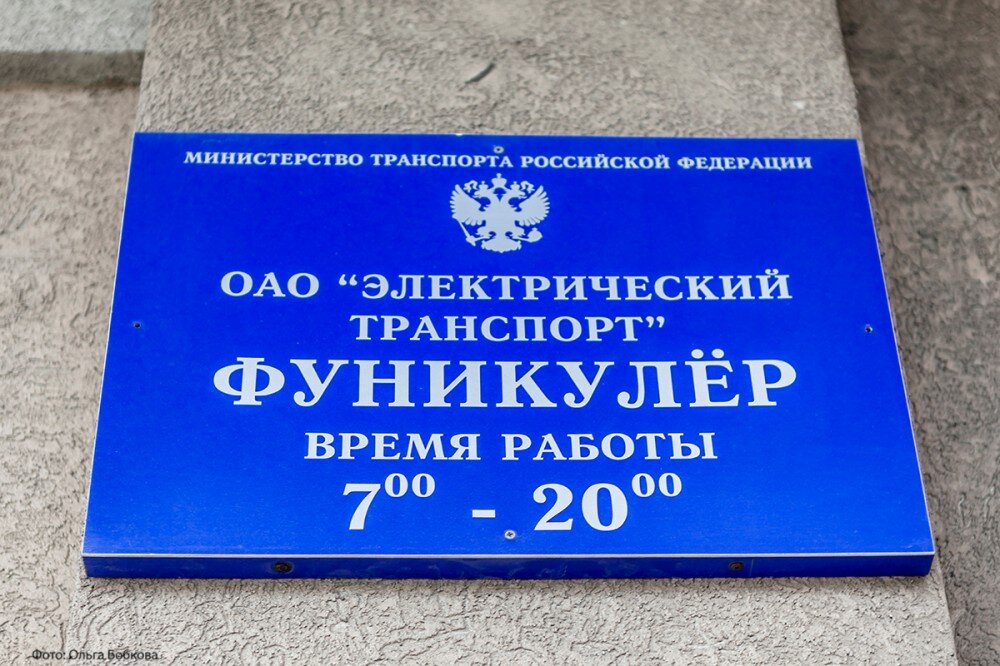 МИНИСТЕРСТВО ТРАНСПОРТА РОССИЙСКОЙ ФЕДЕРАЦИИ
ОАО “ЭЛЕКТРИЧЕСКИЙ
ТРАНСПОРТ”
ФУНИКУЛЁР
ВРЕМЯ РАБОТЫ
7⁰⁰ - 20⁰⁰
Фото: Ольга Бобкова